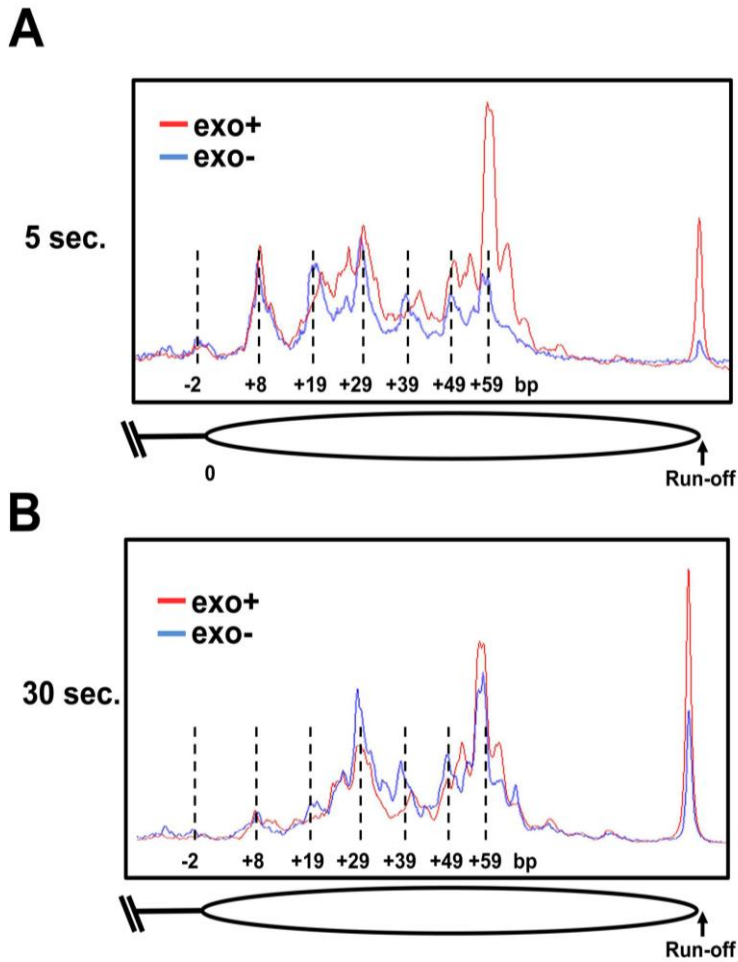 A
exo+
exo-
5 sec.
-2 +8 +19 +29 +39 +49 +59 bp
0
Run-off
B
exo+
exo-
30 sec.
-2 +8 +19 +29 +39 +49 +59 bp
Run-off